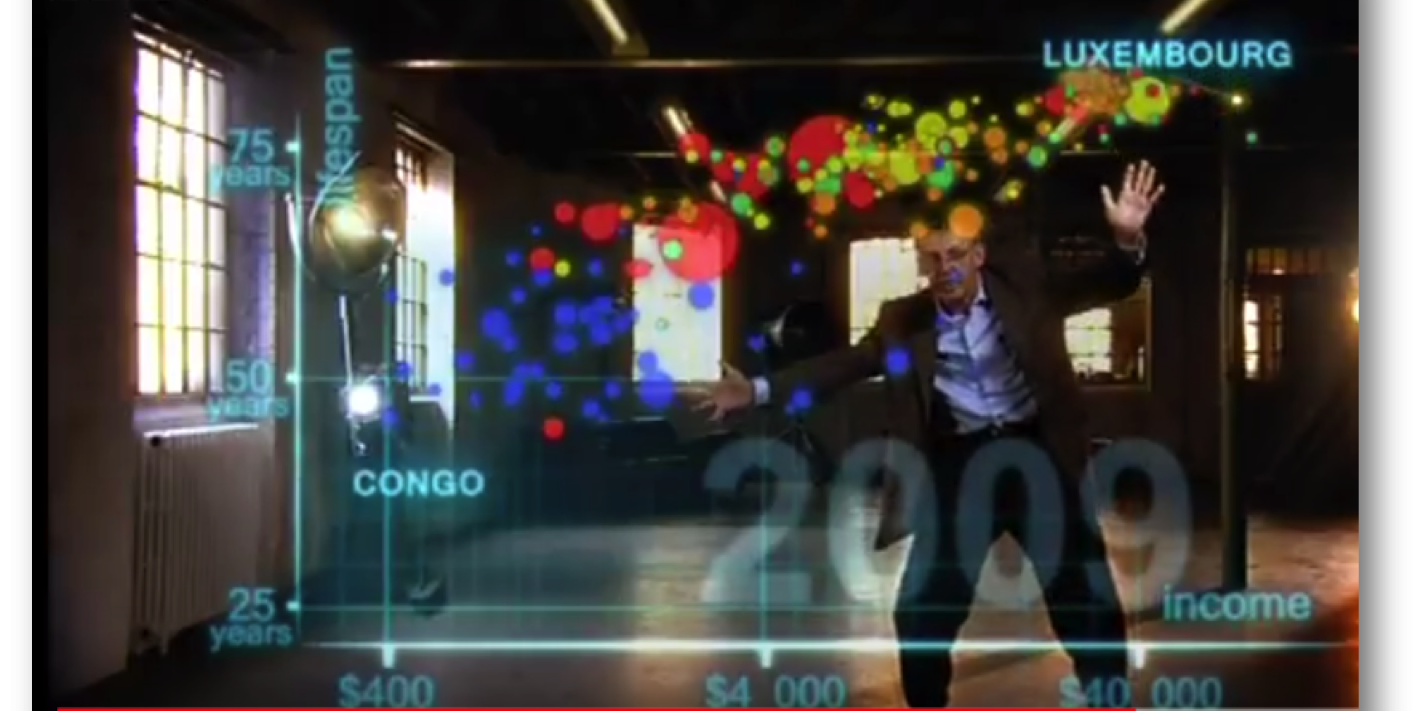 LUXEMBOURG
lifespan
75
years
50
years
CONGO
2009
25
years
income
$400
$4 000
$40 000